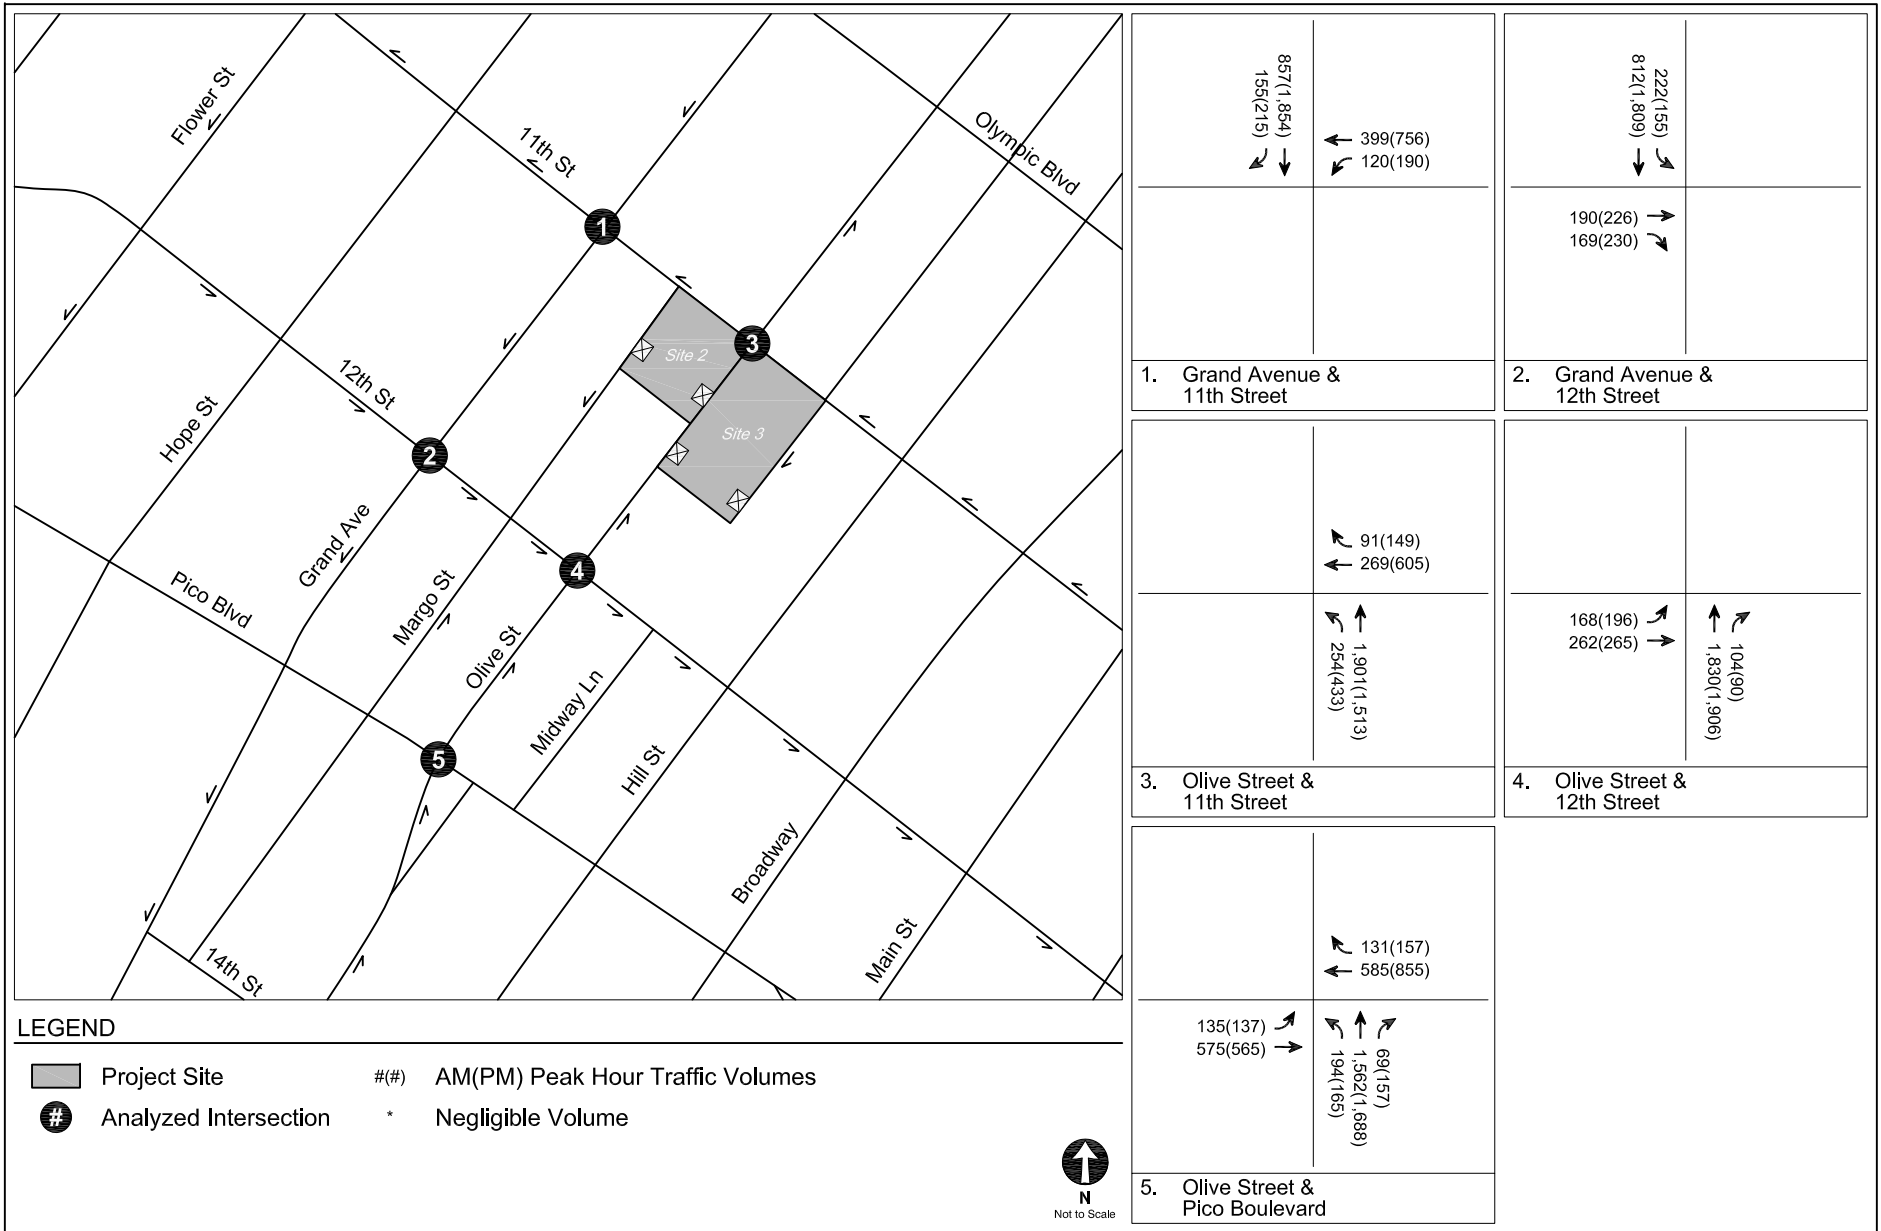 Flower St
11th St
Olympic Blvd
1
3
Site 2
Site 3
12th St
Hope St
2
Grand Ave
4
Pico Blvd
Margo St
Olive St
Midway Ln
5
Hill St
Broadway
Main St
14th St
155(215)
857(1,854)
399(756)
120(190)
1. Grand Avenue &
11th Street
812(1,809)
222(155)
190(226)
169(230)
2. Grand Avenue &
12th Street
91(149)
269(605)
254(433)
1,901(1,513)
3. Olive Street &
11th Street
168(196)
262(265)
1,830(1,906)
104(90)
4. Olive Street &
12th Street
131(157)
585(855)
135(137)
575(565)
194(165)
1,562(1,688)
69(157)
5. Olive Street &
Pico Boulevard
LEGEND
Project Site
#(#) AM(PM) Peak Hour Traffic Volumes
# Analyzed Intersection
* Negligible Volume
N
Not to Scale